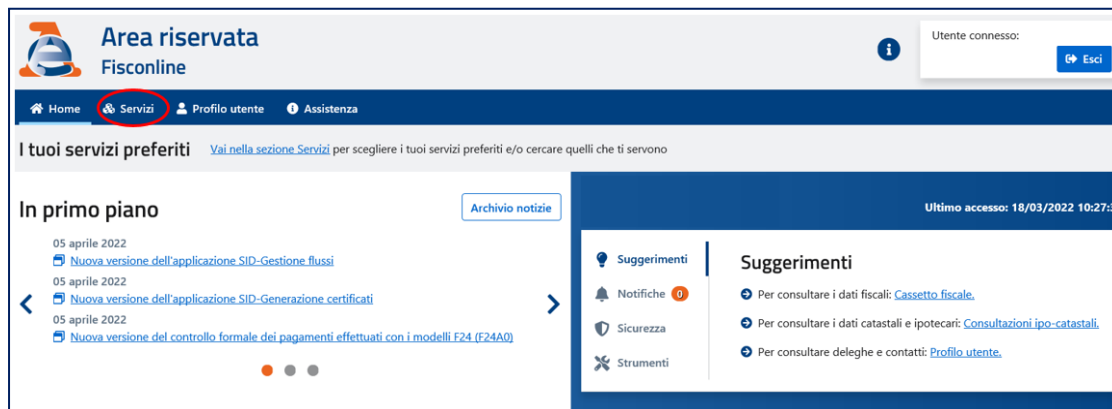 Area riservata
Fisconline
Utente connesso:
Esci
Home Servizi Profilo utente Assistenza
I tuoi servizi preferiti Vai nella sezione Servizi per scegliere i tuoi servizi preferiti e/o cercare quelli che ti servono
In primo piano
Archivio notizie
05 aprile 2022
Nuova versione dell'applicazione SID-Gestione flussi
05 aprile 2022
Nuova versione dell'applicazione SID-Generazione certificati
05 aprile 2022
Nuova versione del controllo formale dei pagamenti effettuati con i modelli F24 (F24A0)
Ultimo accesso: 18/03/2022 10:27:
Suggerimenti
Notifiche 0
Sicurezza
Strumenti
Suggerimenti
Per consultare i dati fiscali: Cassetto fiscale.
Per consultare i dati catastali e ipotecari: Consultazioni ipo-catastali.
Per consultare deleghe e contatti: Profilo utente.